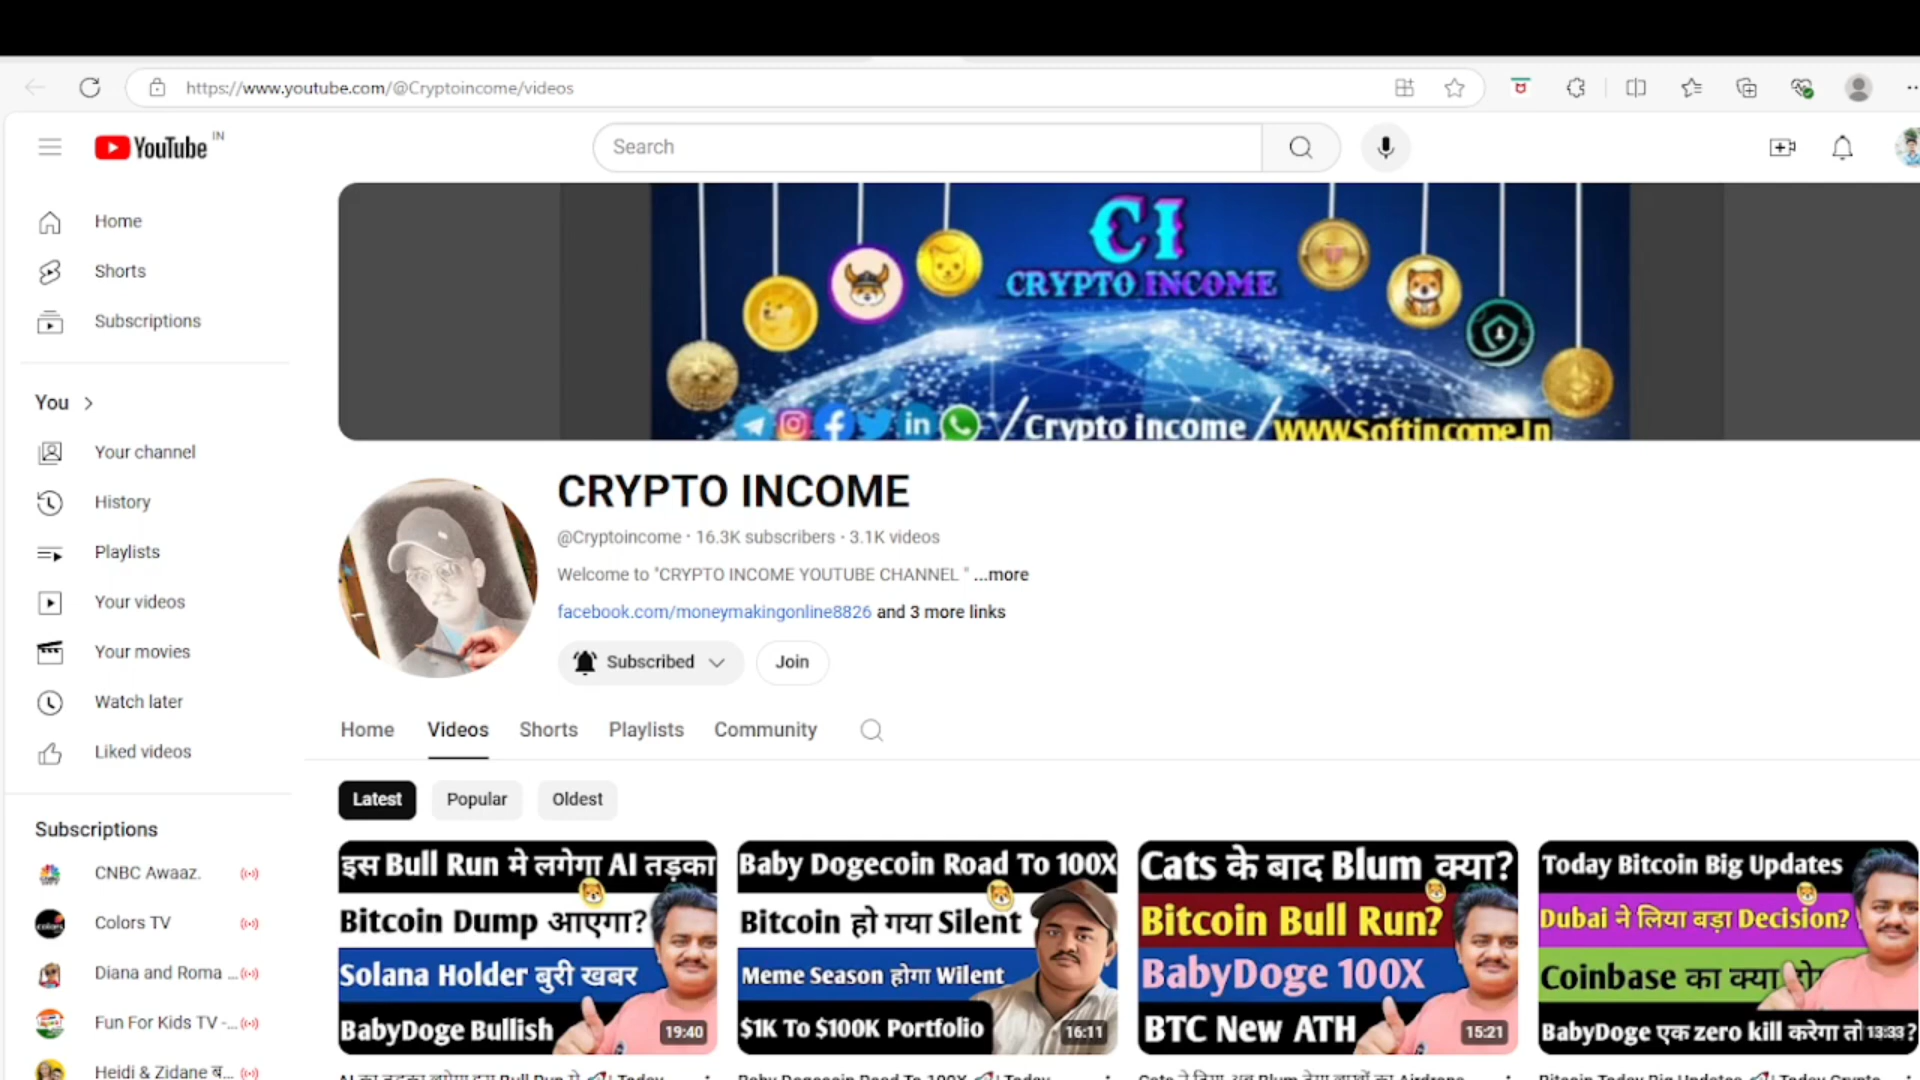 https://www.youtube.com/@Cryptoincome/videos
YouTube IN
Search
Home
Shorts
Subscriptions
You
Your channel
History
Playlists
Your videos
Your movies
Watch later
Liked videos
Subscriptions
CNBC Awaaz.
Colors TV
Diana and Roma ...
Fun For Kids TV -...
Heidi & Zidane ब...
CI
CRYPTO INCOME
/Crypto income /WWW.Softincome.In
CRYPTO INCOME
@Cryptoincome · 16.3K subscribers · 3.1K videos
Welcome to "CRYPTO INCOME YOUTUBE CHANNEL " ...more
facebook.com/moneymakingonline8826 and 3 more links
Subscribed
Join
Home Videos Shorts Playlists Community
Latest Popular Oldest
इस Bull Run मे लगेगा AI तड़का
Bitcoin Dump आएगा?
Solana Holder बुरी खबर
BabyDoge Bullish
19:40
Baby Dogecoin Road To 100X
Bitcoin हो गया Silent
Meme Season होगा Wilent
$1K To $100K Portfolio
16:11
Cats के बाद Blum क्या?
Bitcoin Bull Run?
BabyDoge 100X
BTC New ATH
15:21
Today Bitcoin Big Updates
Dubai ने लिया बड़ा Decision?
Coinbase का क्या
BabyDoge एक zero kill करेगा तो
13:33